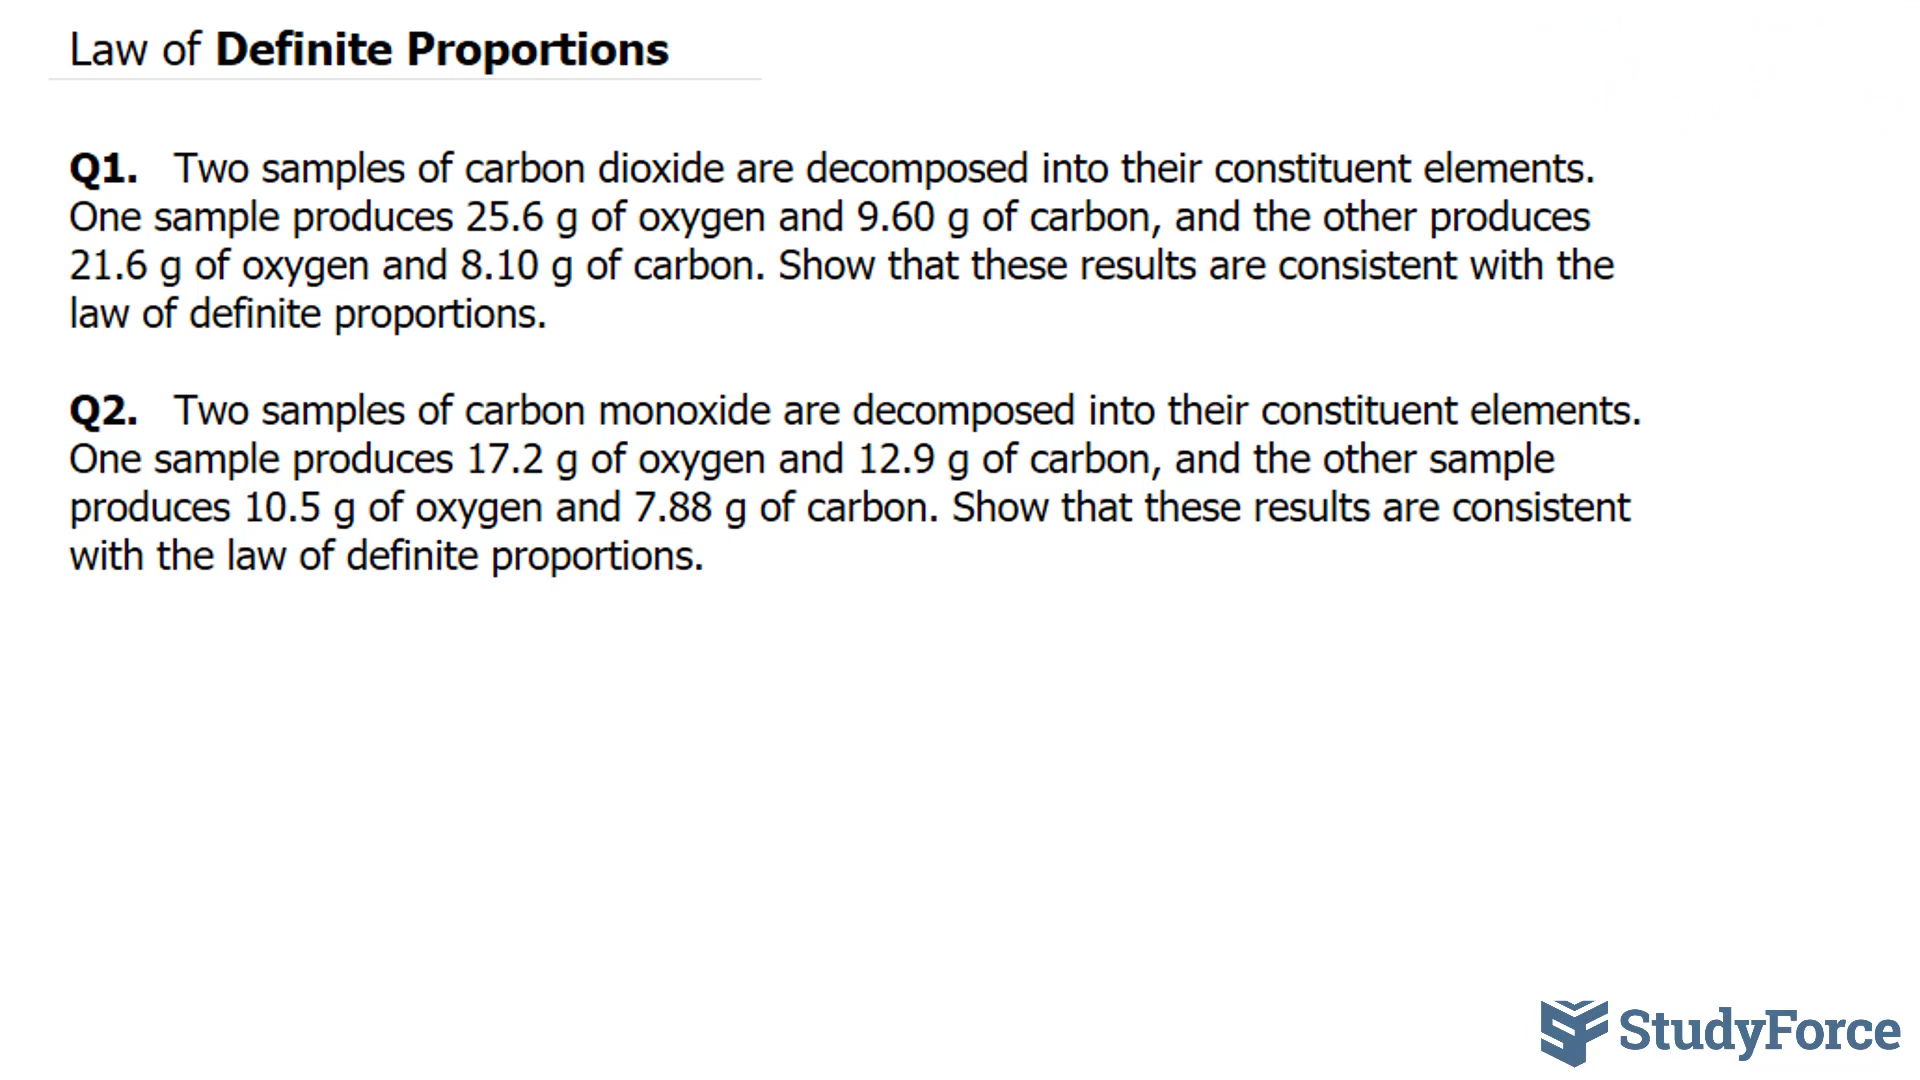 Law of Definite Proportions
Q1. Two samples of carbon dioxide are decomposed into their constituent elements.
One sample produces 25.6 g of oxygen and 9.60 g of carbon, and the other produces
21.6 g of oxygen and 8.10 g of carbon. Show that these results are consistent with the
law of definite proportions.
Q2. Two samples of carbon monoxide are decomposed into their constituent elements.
One sample produces 17.2 g of oxygen and 12.9 g of carbon, and the other sample
produces 10.5 g of oxygen and 7.88 g of carbon. Show that these results are consistent
with the law of definite proportions.
StudyForce